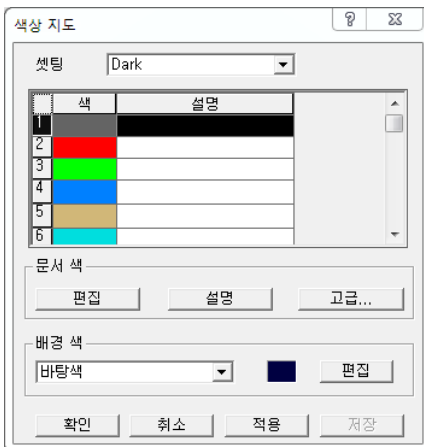 색상 지도
셋팅 Dark
색 설명
1
2
3
4
5
6
문서 색
편집 설명 고급...
배경 색
바탕색 편집
확인 취소 적용 저장